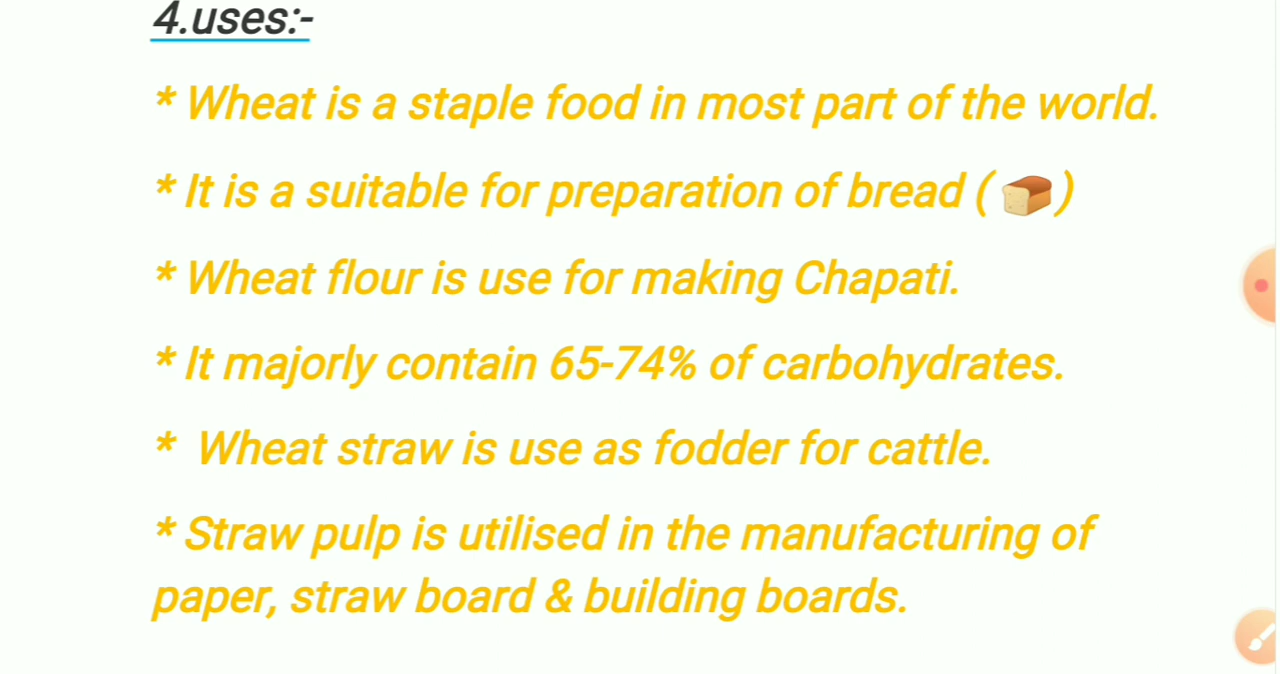 4.uses:-
* Wheat is a staple food in most part of the world.
* It is a suitable for preparation of bread ( 🍞 )
* Wheat flour is use for making Chapati.
* It majorly contain 65-74% of carbohydrates.
* Wheat straw is use as fodder for cattle.
* Straw pulp is utilised in the manufacturing of
paper, straw board & building boards.